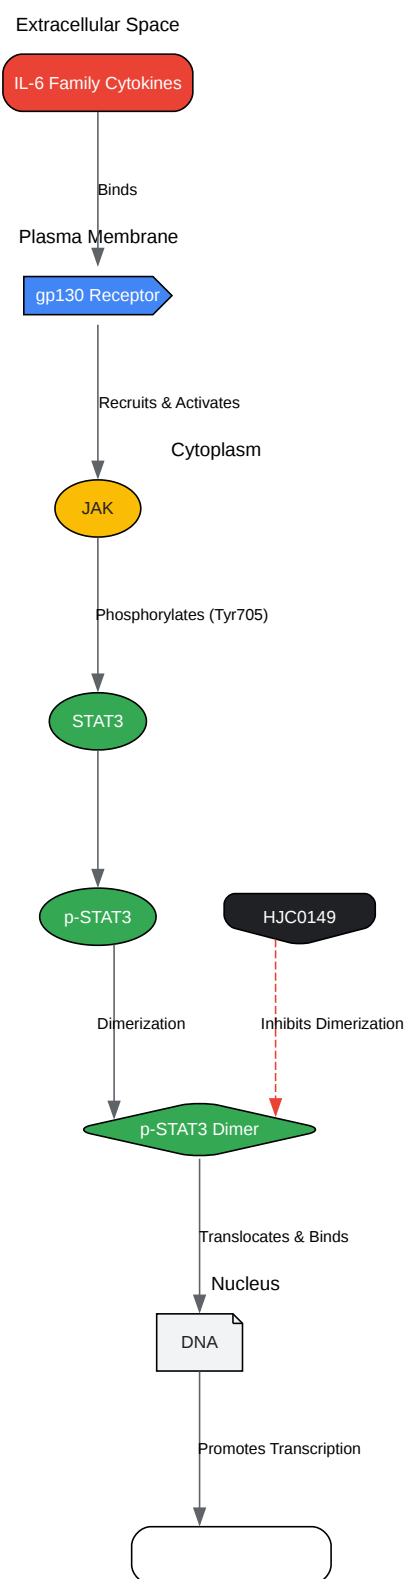 Extracellular Space
IL-6 Family Cytokines
Binds
Plasma Membrane
gp130 Receptor
Recruits & Activates
Cytoplasm
JAK
Phosphorylates (Tyr705)
STAT3
p-STAT3
HJC0149
Dimerization
Inhibits Dimerization
p-STAT3 Dimer
Translocates & Binds
Nucleus
DNA
Promotes Transcription